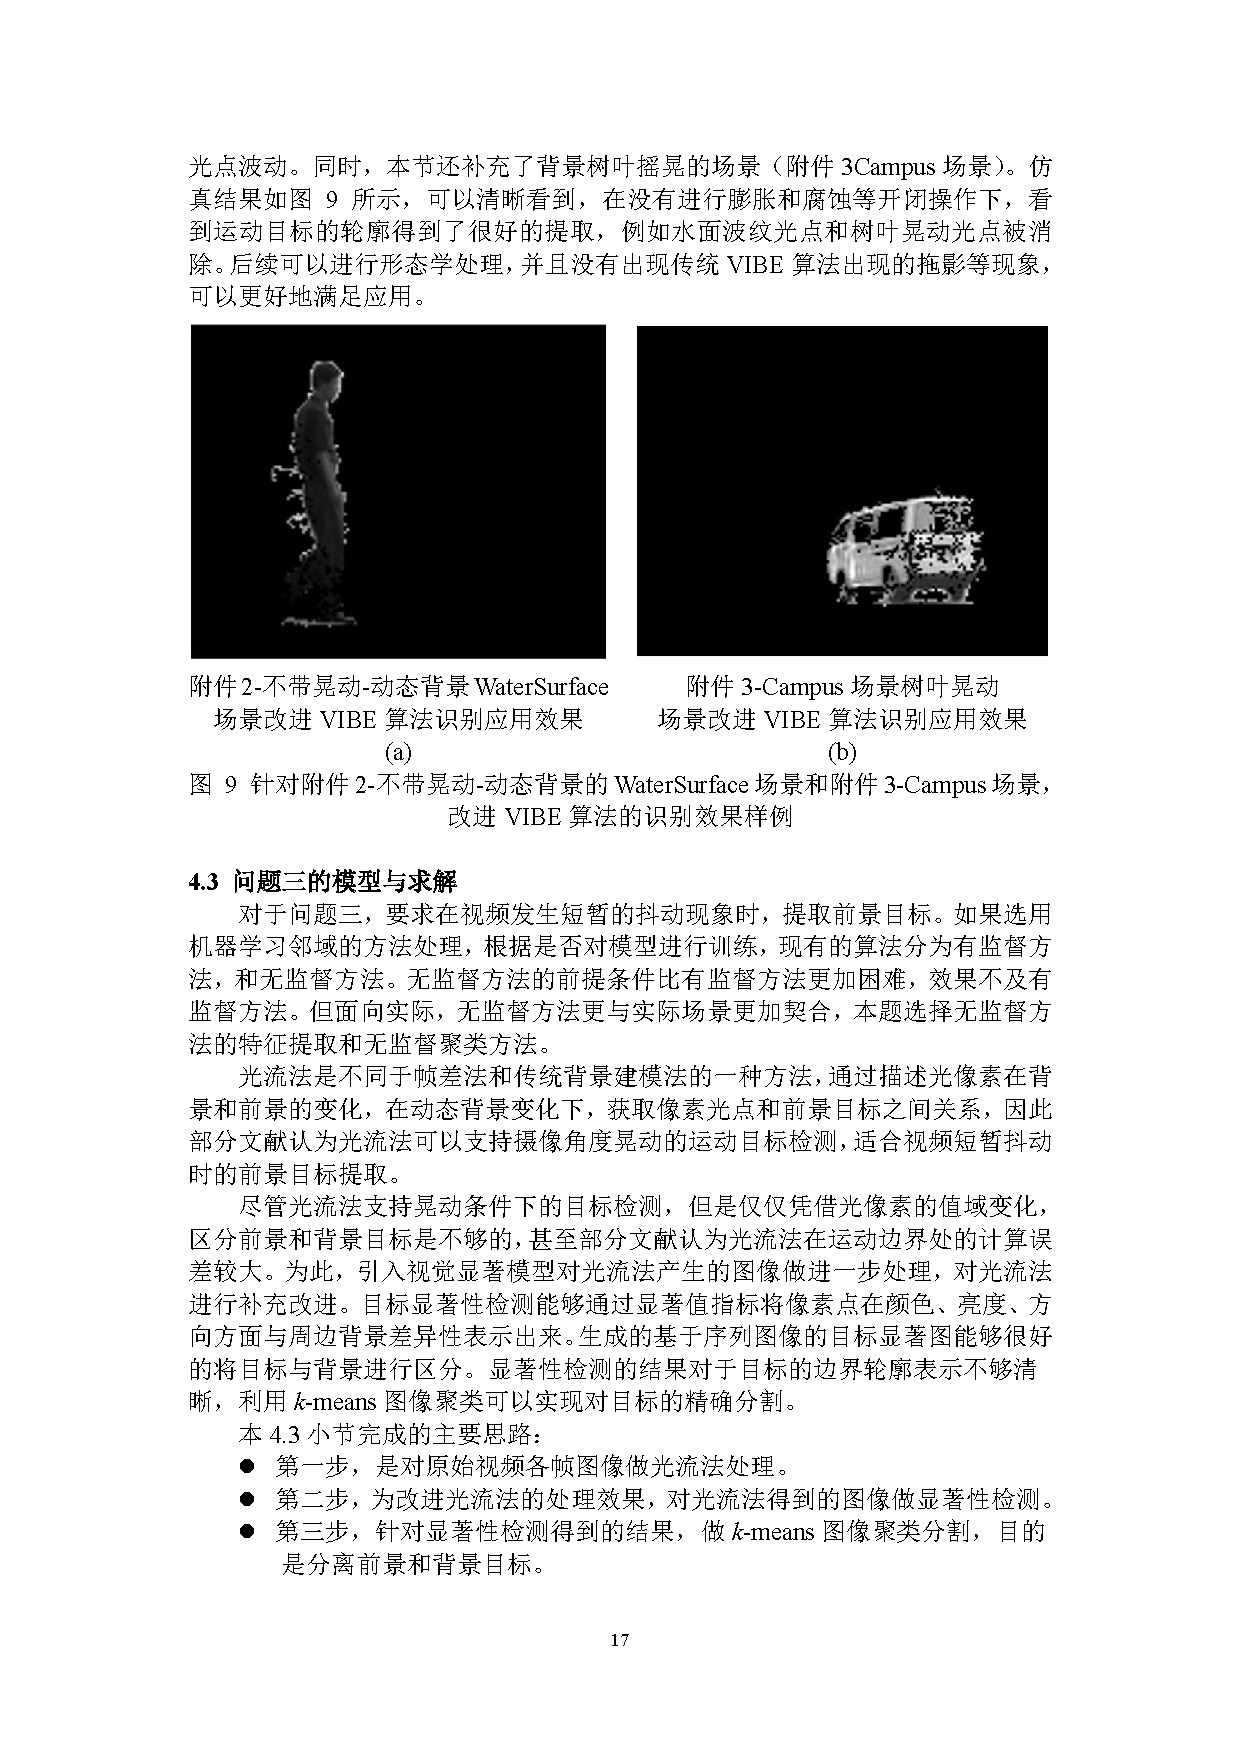 光点波动。同时，本节还补充了背景树叶摇晃的场景（附件 3Campus 场景）。仿
真结果如图 9 所示，可以清晰看到，在没有进行膨胀和腐蚀等开闭操作下，看
到运动目标的轮廓得到了很好的提取，例如水面波纹光点和树叶晃动光点被消
除。后续可以进行形态学处理，并且没有出现传统 VIBE 算法出现的拖影等现象，
可以更好地满足应用。
附件 2-不带晃动-动态背景 WaterSurface
场景改进 VIBE 算法识别应用效果
(a)
附件 3-Campus 场景树叶晃动
场景改进 VIBE 算法识别应用效果
(b)
图 9 针对附件 2-不带晃动-动态背景的 WaterSurface 场景和附件 3-Campus 场景，
改进 VIBE 算法的识别效果样例
4.3 问题三的模型与求解
对于问题三，要求在视频发生短暂的抖动现象时，提取前景目标。如果选用
机器学习邻域的方法处理，根据是否对模型进行训练，现有的算法分为有监督方
法，和无监督方法。无监督方法的前提条件比有监督方法更加困难，效果不及有
监督方法。但面向实际，无监督方法更与实际场景更加契合，本题选择无监督方
法的特征提取和无监督聚类方法。
光流法是不同于帧差法和传统背景建模法的一种方法，通过描述光像素在背
景和前景的变化，在动态背景变化下，获取像素光点和前景目标之间关系，因此
部分文献认为光流法可以支持摄像角度晃动的运动目标检测，适合视频短暂抖动
时的前景目标提取。
尽管光流法支持晃动条件下的目标检测，但是仅仅凭借光像素的值域变化，
区分前景和背景目标是不够的，甚至部分文献认为光流法在运动边界处的计算误
差较大。为此，引入视觉显著模型对光流法产生的图像做进一步处理，对光流法
进行补充改进。目标显著性检测能够通过显著值指标将像素点在颜色、亮度、方
向方面与周边背景差异性表示出来。生成的基于序列图像的目标显著图能够很好
的将目标与背景进行区分。显著性检测的结果对于目标的边界轮廓表示不够清
晰，利用 k-means 图像聚类可以实现对目标的精确分割。
本 4.3 小节完成的主要思路：
● 第一步，是对原始视频各帧图像做光流法处理。
● 第二步，为改进光流法的处理效果，对光流法得到的图像做显著性检测。
● 第三步，针对显著性检测得到的结果，做 k-means 图像聚类分割，目的
是分离前景和背景目标。
17